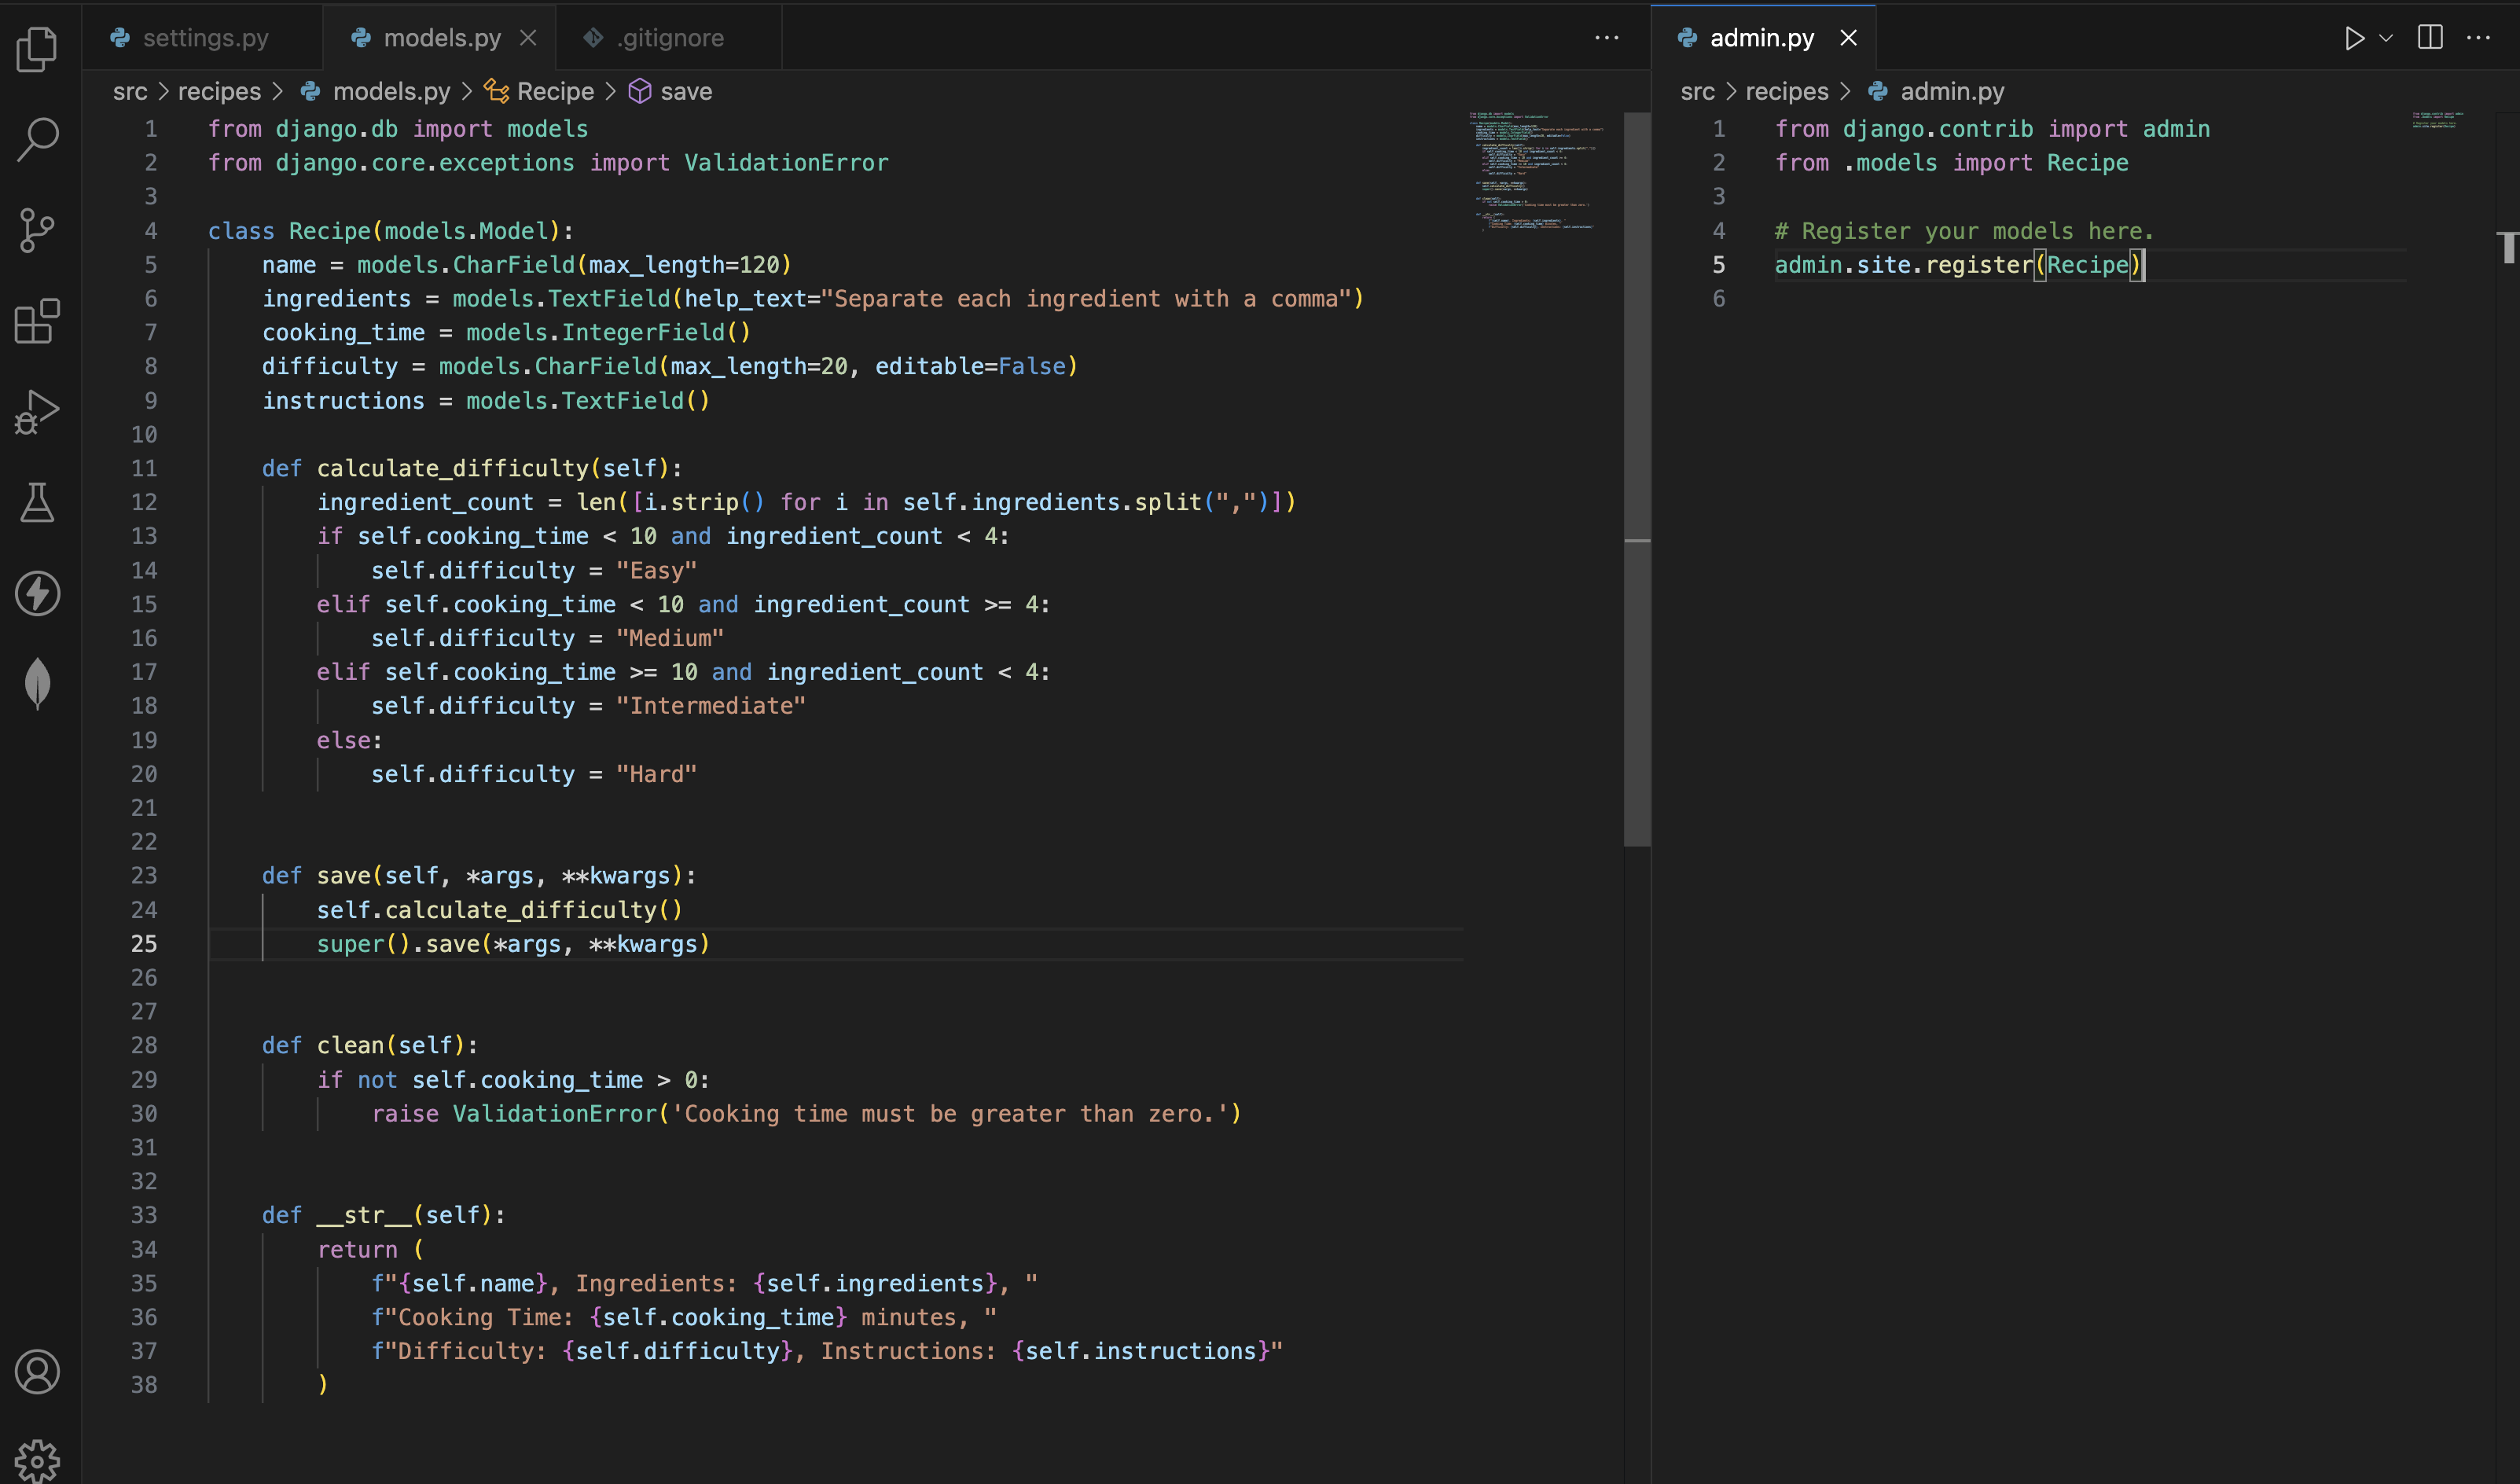 settings.py
models.py
.gitignore
src > recipes > models.py > Recipe > save
1 from django.db import models
2 from django.core.exceptions import ValidationError
3
4 class Recipe(models.Model):
5     name = models.CharField(max_length=120)
6     ingredients = models.TextField(help_text="Separate each ingredient with a comma")
7     cooking_time = models.IntegerField()
8     difficulty = models.CharField(max_length=20, editable=False)
9     instructions = models.TextField()
10
11     def calculate_difficulty(self):
12         ingredient_count = len([i.strip() for i in self.ingredients.split(",")])
13         if self.cooking_time < 10 and ingredient_count < 4:
14             self.difficulty = "Easy"
15         elif self.cooking_time < 10 and ingredient_count >= 4:
16             self.difficulty = "Medium"
17         elif self.cooking_time >= 10 and ingredient_count < 4:
18             self.difficulty = "Intermediate"
19         else:
20             self.difficulty = "Hard"
21
22
23     def save(self, *args, **kwargs):
24         self.calculate_difficulty()
25         super().save(*args, **kwargs)
26
27
28     def clean(self):
29         if not self.cooking_time > 0:
30             raise ValidationError('Cooking time must be greater than zero.')
31
32
33     def __str__(self):
34         return (
35             f"{self.name}, Ingredients: {self.ingredients}, "
36             f"Cooking Time: {self.cooking_time} minutes, "
37             f"Difficulty: {self.difficulty}, Instructions: {self.instructions}"
38         )
admin.py
src > recipes > admin.py
1 from django.contrib import admin
2 from .models import Recipe
3
4 # Register your models here.
5 admin.site.register(Recipe)
6